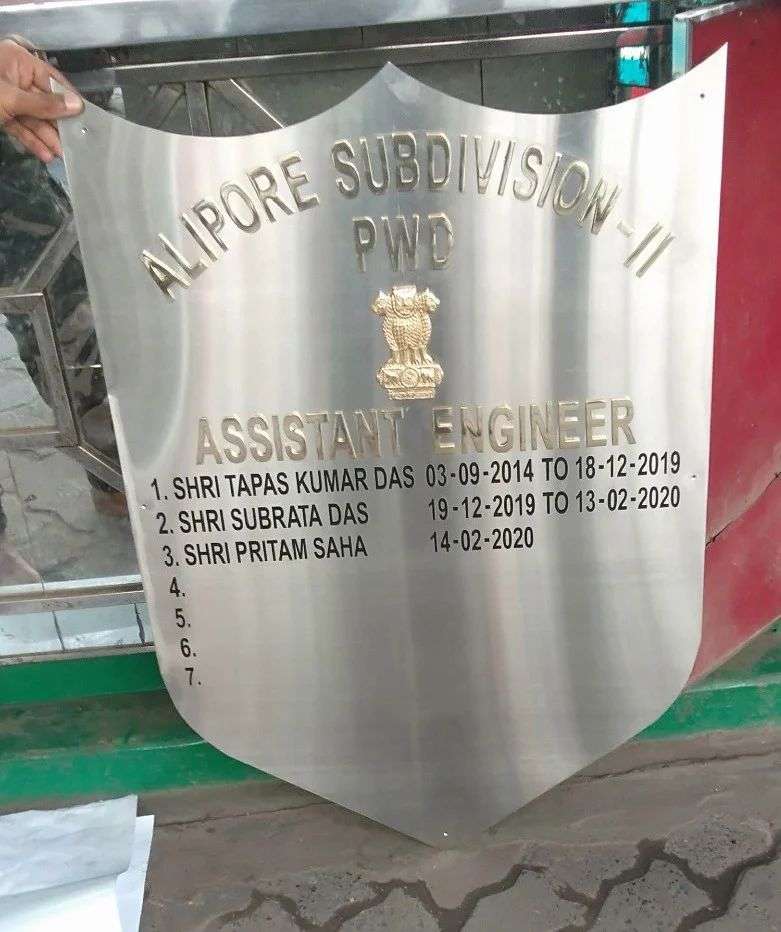 ALIPORE SUBDIVISION-II
PWD
ASSISTANT ENGINEER
1. SHRI TAPAS KUMAR DAS 03-09-2014 TO 18-12-2019
2. SHRI SUBRATA DAS 19-12-2019 TO 13-02-2020
3. SHRI PRITAM SAHA 14-02-2020
4.
5.
6.
7.